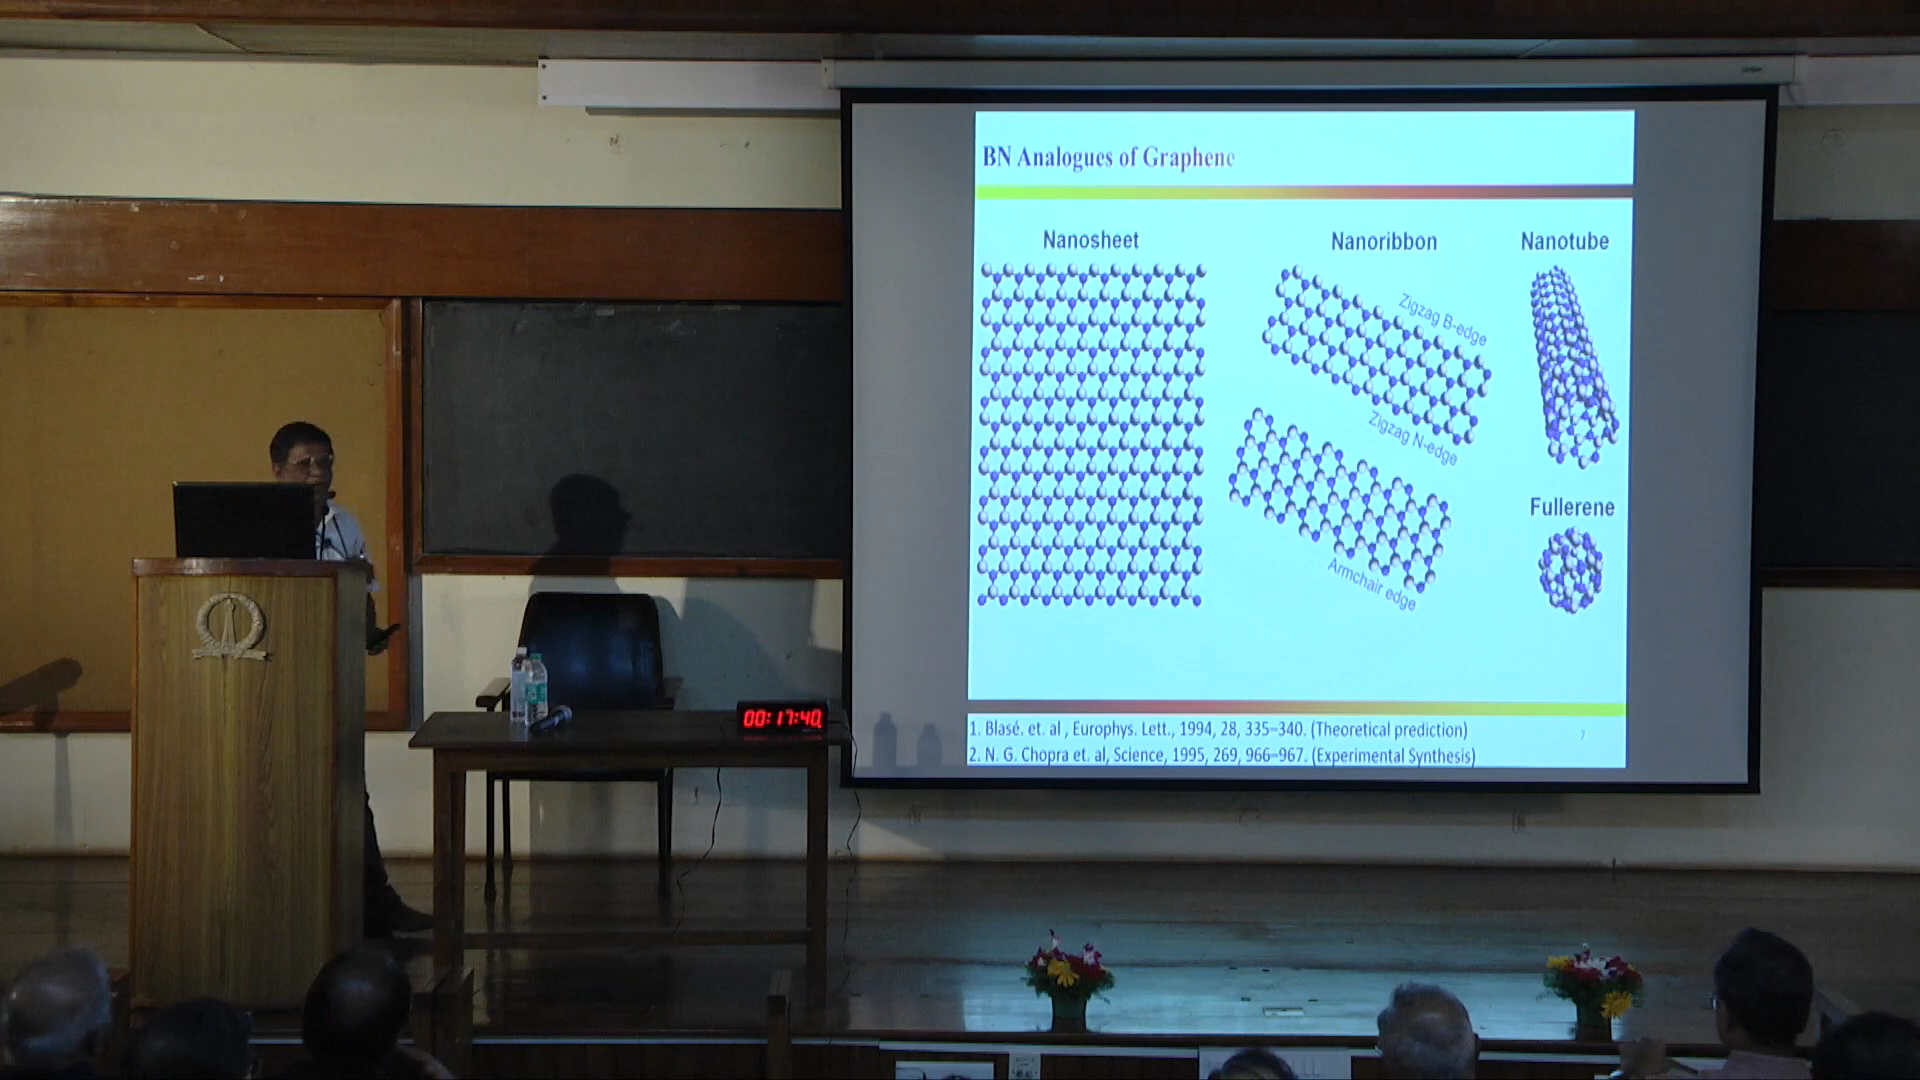 BN Analogues of Graphene
Nanosheet
Nanoribbon
Nanotube
Zigzag B-edge
Zigzag N-edge
Fullerene
Armchair edge
1. Blasé. et. al , Europhys. Lett., 1994, 28, 335–340. (Theoretical prediction)
7
2. N. G. Chopra et. al, Science, 1995, 269, 966–967. (Experimental Synthesis)
00:17:40